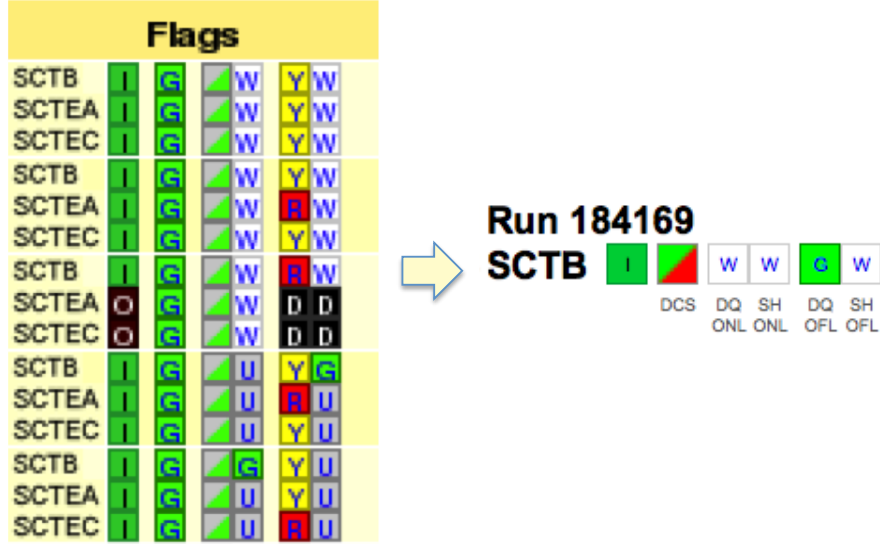 Flags
SCTB I G W Y W
SCTEA I G W Y W
SCTEC I G W Y W
SCTB I G W Y W
SCTEA I G W R W
SCTEC I G W Y W
SCTB I G W R W
SCTEA O G W D D
SCTEC O G W D D
SCTB I G U Y G
SCTEA I G U R U
SCTEC I G U Y U
SCTB I G G Y U
SCTEA I G U Y U
SCTEC I G U R U
Run 184169
SCTB I W W G W
DCS DQ SH DQ SH
ONL ONL OFL OFL